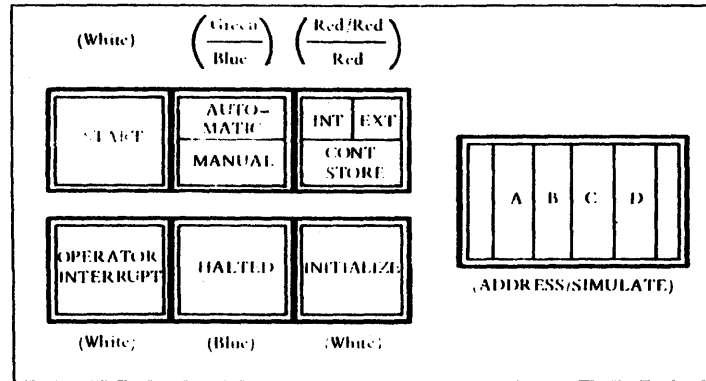 (White)
(Green/Blue)
(Red/Red/Red)
START
AUTO-
MATIC
MANUAL
INT EXT
CONT
STORE
A B C D
OPERATOR
INTERRUPT
HALTED
INITIALIZE
(ADDRESS/SIMULATE)
(White)
(Blue)
(White)